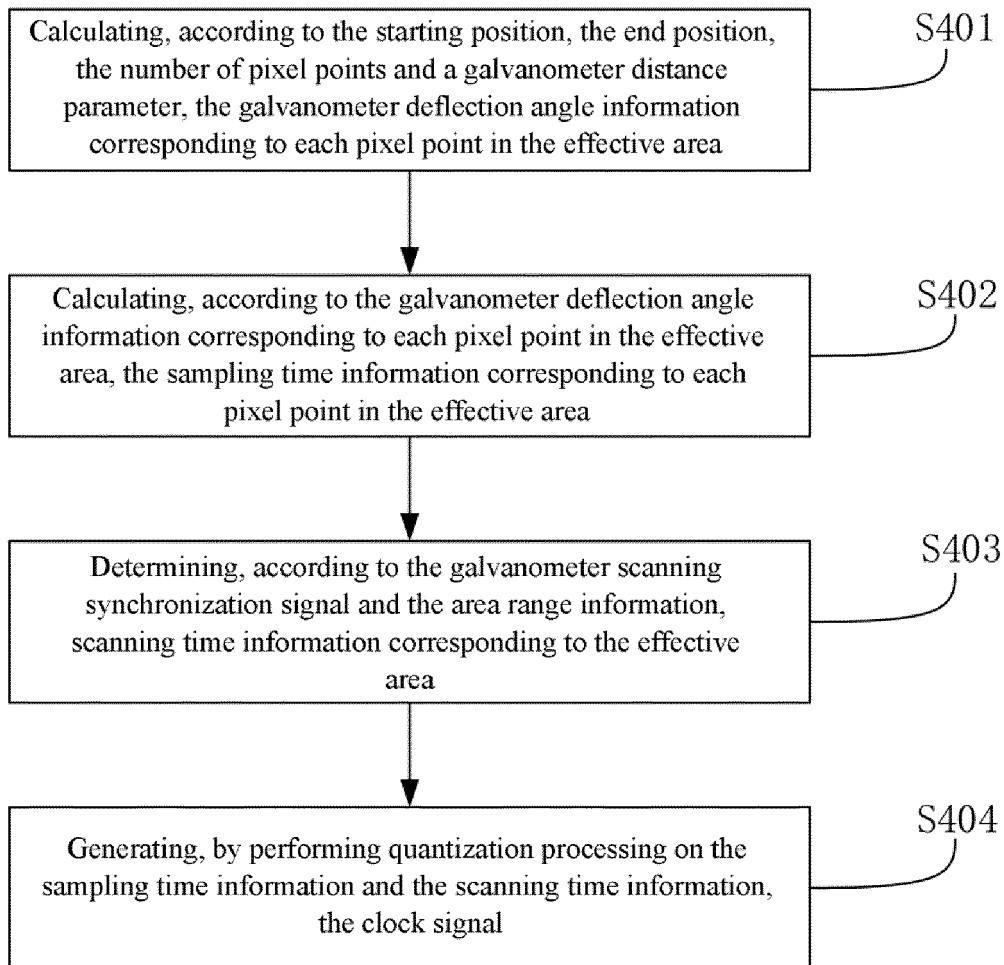 Calculating, according to the starting position, the end position,
the number of pixel points and a galvanometer distance
parameter, the galvanometer deflection angle information
corresponding to each pixel point in the effective area
S401
Calculating, according to the galvanometer deflection angle
information corresponding to each pixel point in the effective
area, the sampling time information corresponding to each
pixel point in the effective area
S402
Determining, according to the galvanometer scanning
synchronization signal and the area range information,
scanning time information corresponding to the effective
area
S403
Generating, by performing quantization processing on the
sampling time information and the scanning time information,
the clock signal
S404